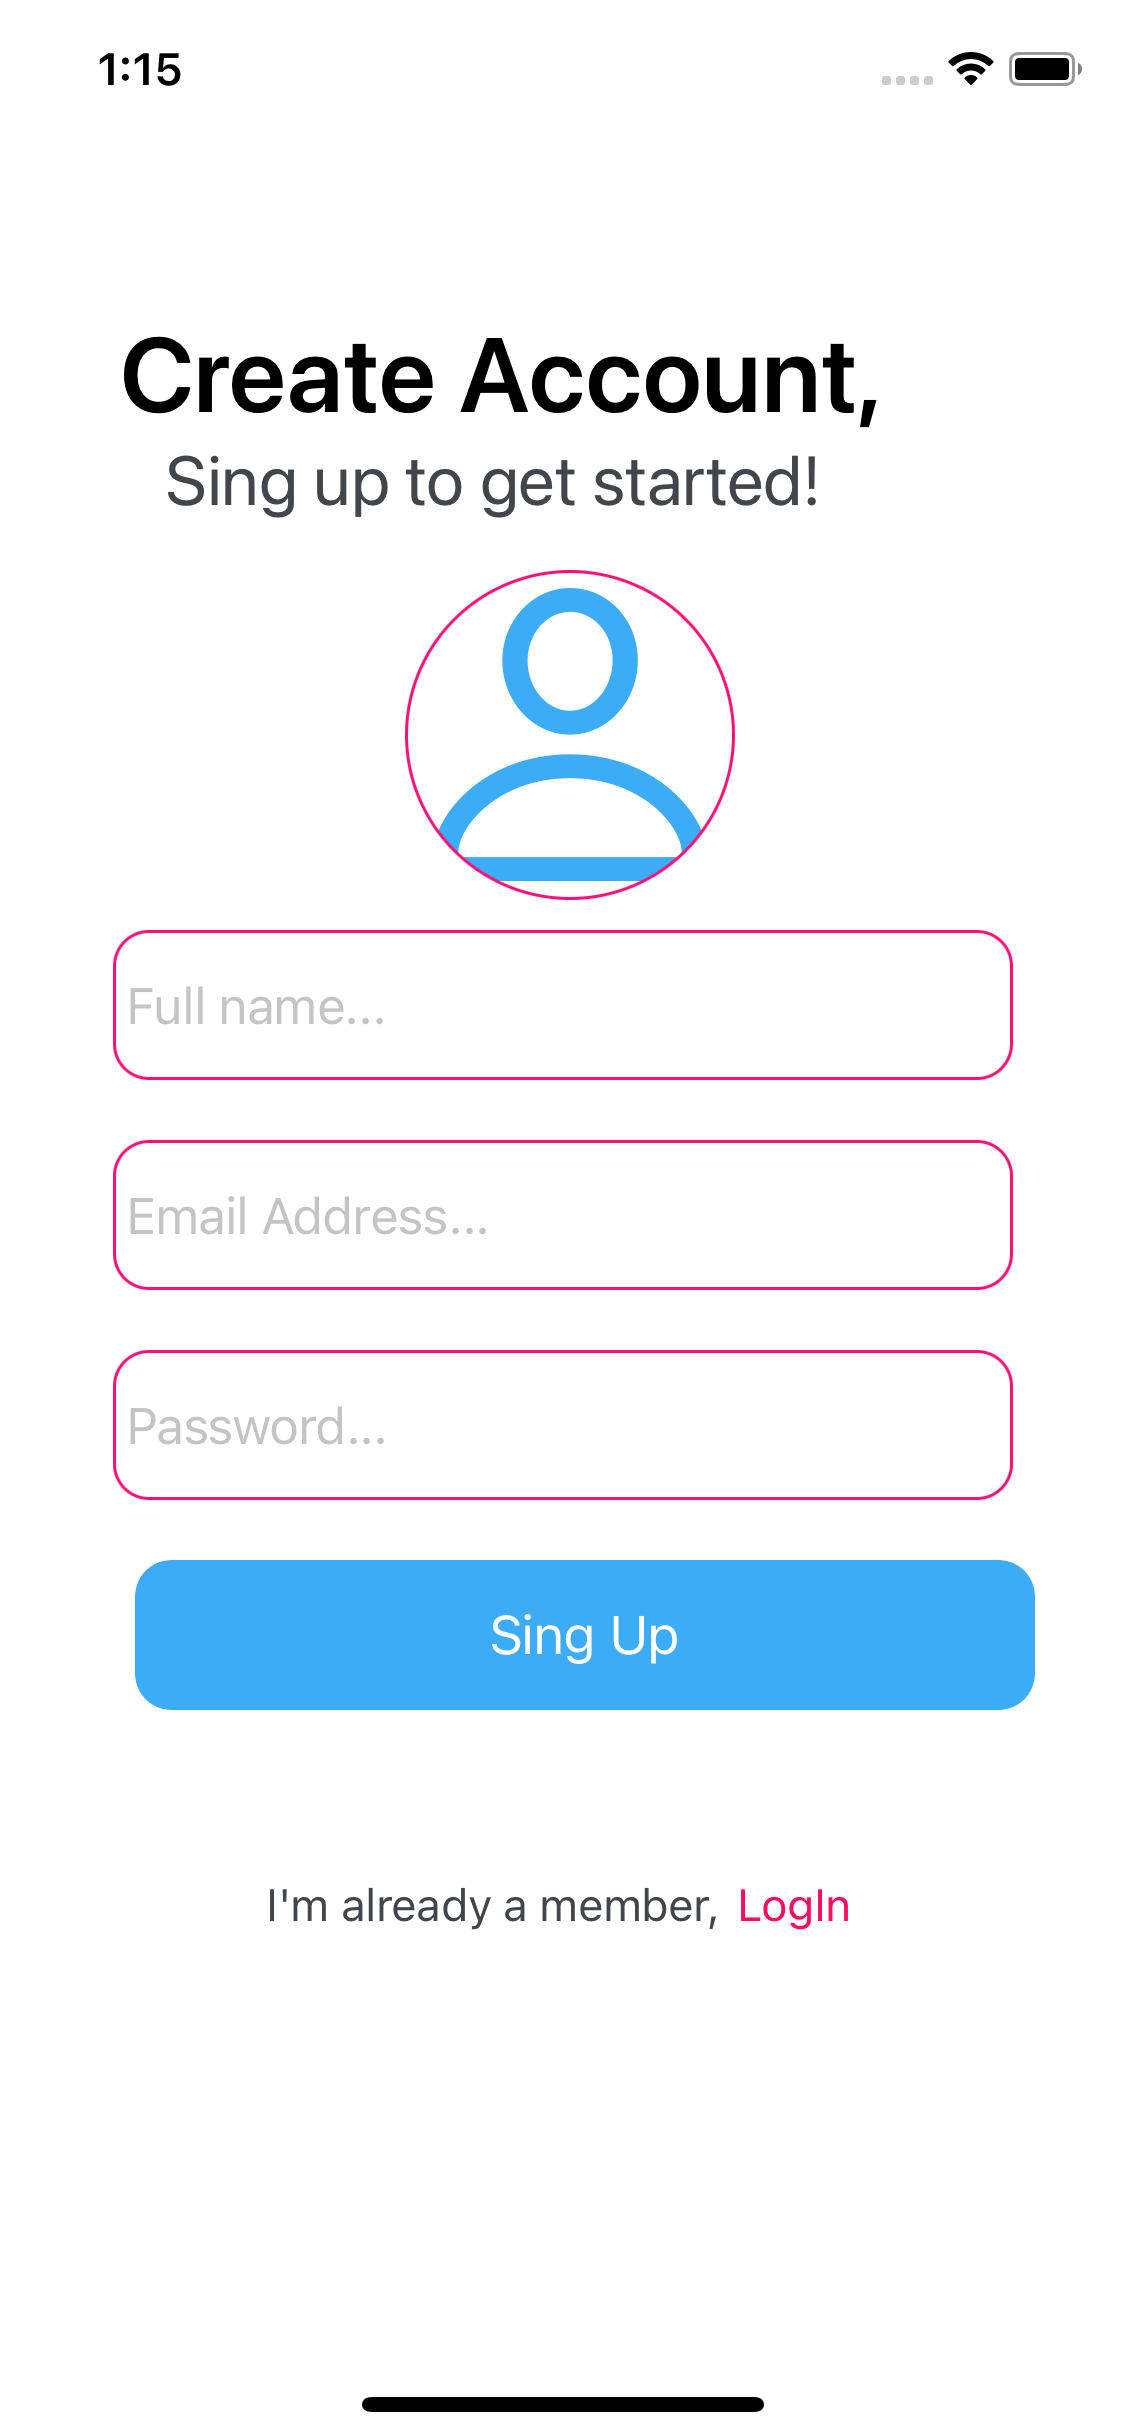 1:15
Create Account,
Sing up to get started!
Full name...
Email Address...
Password...
Sing Up
I'm already a member, LogIn